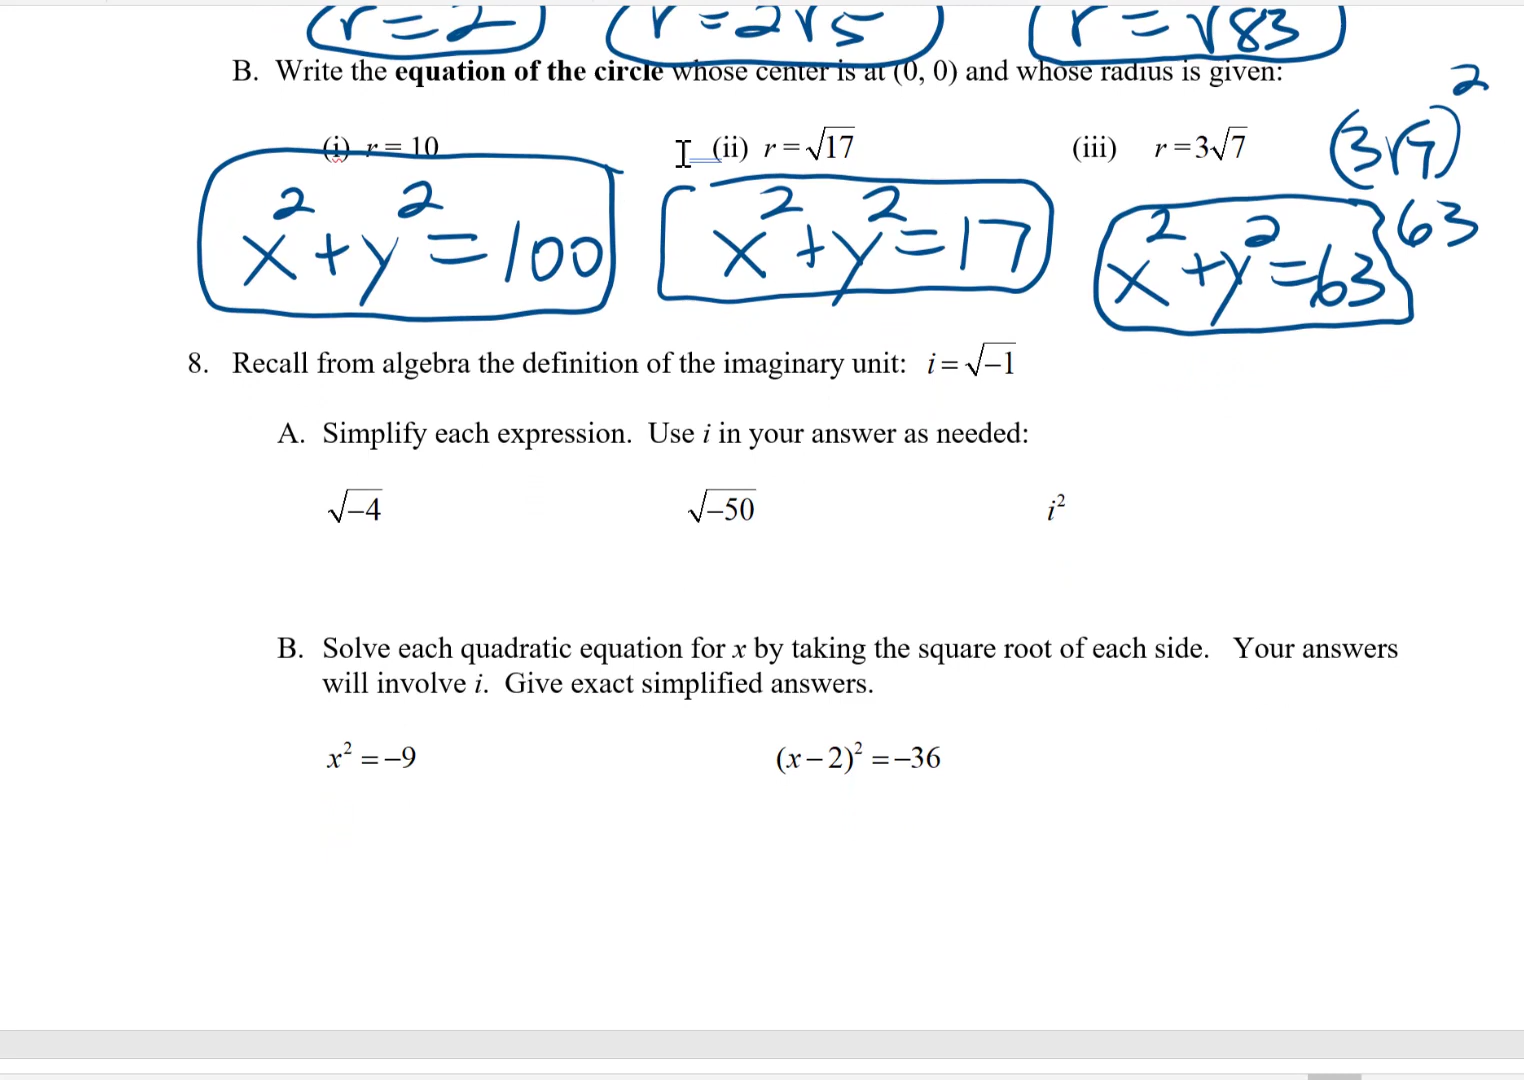 r=2 r=2√5 r=√83
B. Write the equation of the circle whose center is at (0, 0) and whose radius is given:
(i) r = 10 (ii) r = √17 (iii) r = 3√7 (3√7)²
x²+y²=100 x²+y²=17 x²+y²=63 63
8. Recall from algebra the definition of the imaginary unit: i = √−1
A. Simplify each expression. Use i in your answer as needed:
√−4 √−50 i²
B. Solve each quadratic equation for x by taking the square root of each side. Your answers
will involve i. Give exact simplified answers.
x² = −9 (x − 2)² = −36